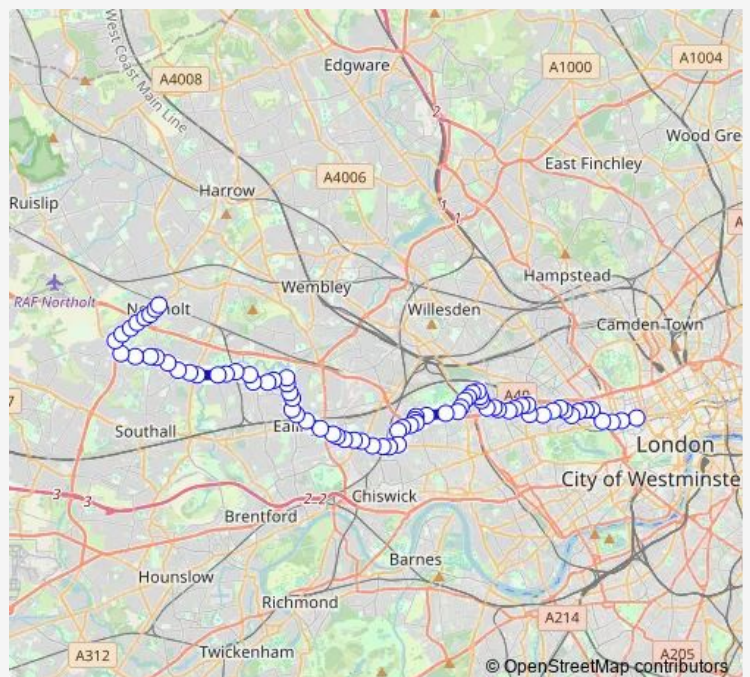 West Coast Main Line
A4008
Edgware
A1000
A1004
Wood Gre
2
East Finchley
A4006
Harrow
Ruislip
1
1
Hampstead
Wembley
RAF Northolt
Willesden
Camden Town
A40
7
Southall
London
City of Westminste
3
3
2
2
Chiswick
Brentford
Barnes
Hounslow
Richmond
A214
A312
Twickenham
A205
© OpenStreetMap contributors